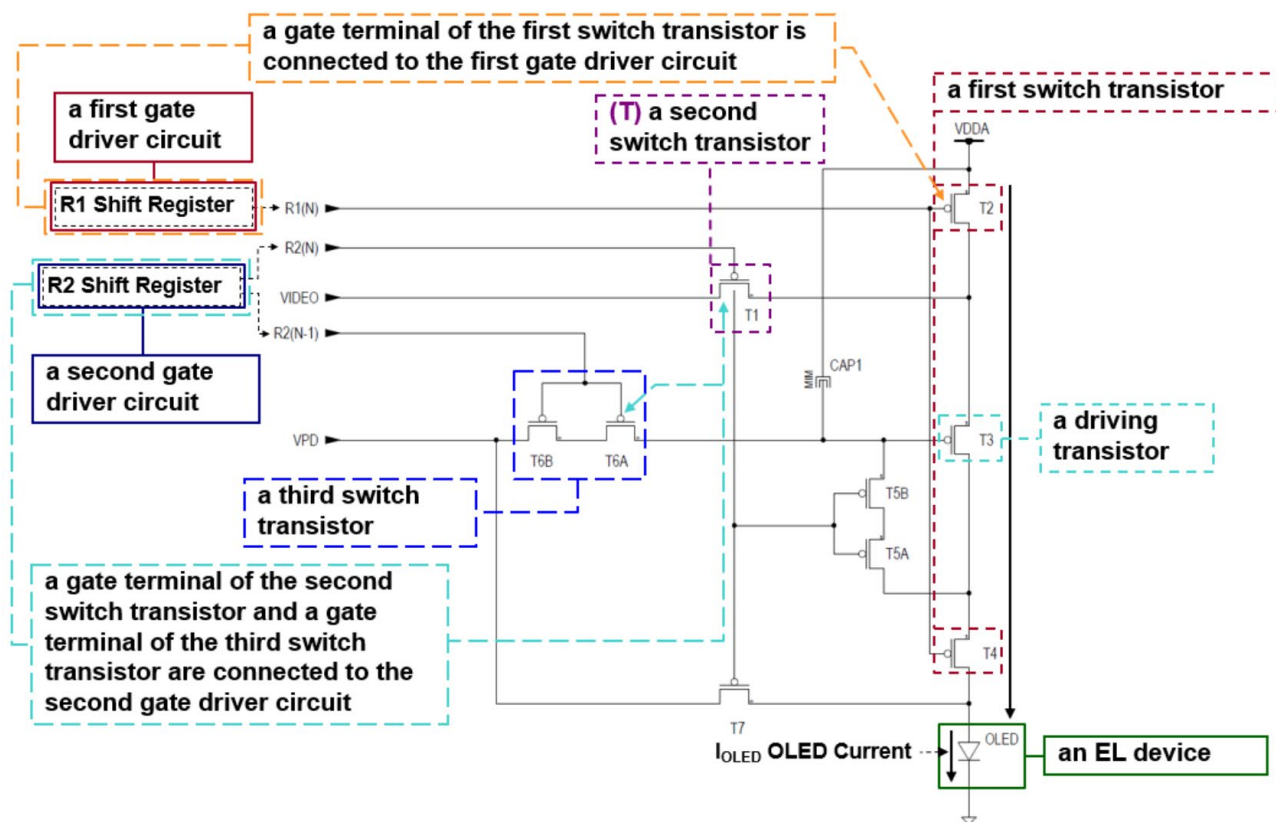 a gate terminal of the first switch transistor is
connected to the first gate driver circuit
a first switch transistor
a first gate
driver circuit
(T) a second
switch transistor
VDDA
R1 Shift Register
R1(N)
T2
R2(N)
R2 Shift Register
VIDEO
T1
R2(N-1)
a second gate
driver circuit
MIM
CAP1
VPD
T6B
T6A
T3
a driving
transistor
a third switch
transistor
T5B
T5A
a gate terminal of the second
switch transistor and a gate
terminal of the third switch
transistor are connected to the
second gate driver circuit
T4
T7
IOLED OLED Current
OLED
an EL device